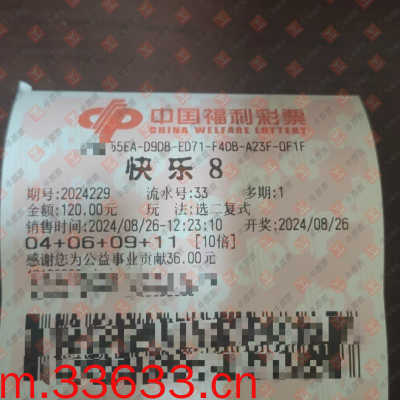 中国福利彩票
CHINA WELFARE LOTTERY
65EA-D9D8-ED71-F4DB-A23F-0F1F
快乐8
期号:2024229 流水号:33 多期:1
金额:120.00元 玩 法:选二复式
销售时间:2024/08/26-12:23:10 开奖:2024/08/26
04+06+09+11 [10倍]
感谢您为公益事业贡献36.00元
m.33633.cn